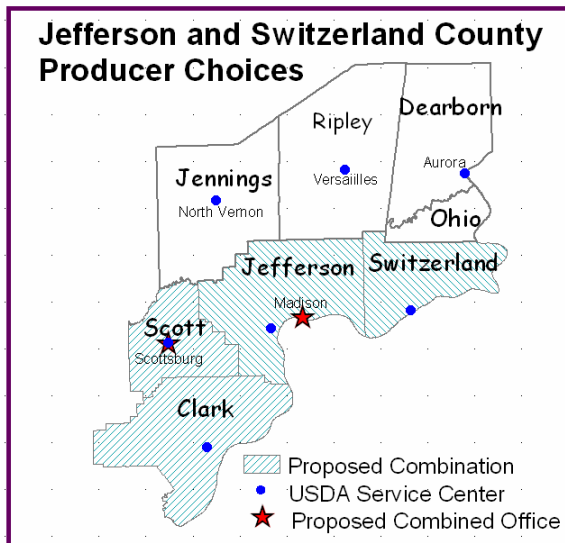 Jefferson and Switzerland County
Producer Choices
Dearborn
Ripley
Aurora
Versaiilles
Jennings
North Vernon
Ohio
Jefferson
Switzerland
Madison
Scott
Scottsburg
Clark
Proposed Combination
USDA Service Center
Proposed Combined Office